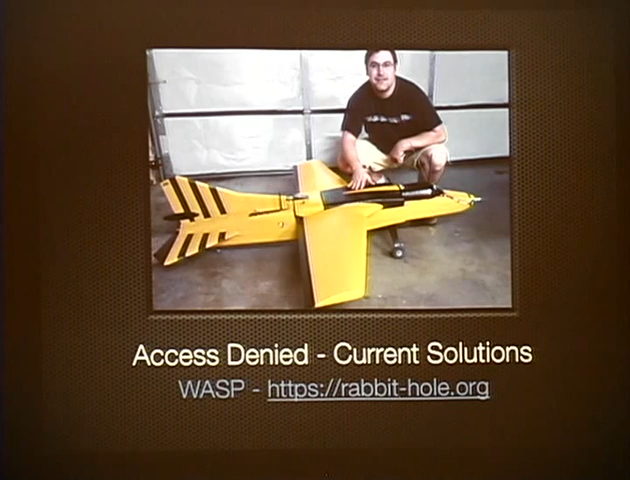 Access Denied - Current Solutions
WASP - https://rabbit-hole.org